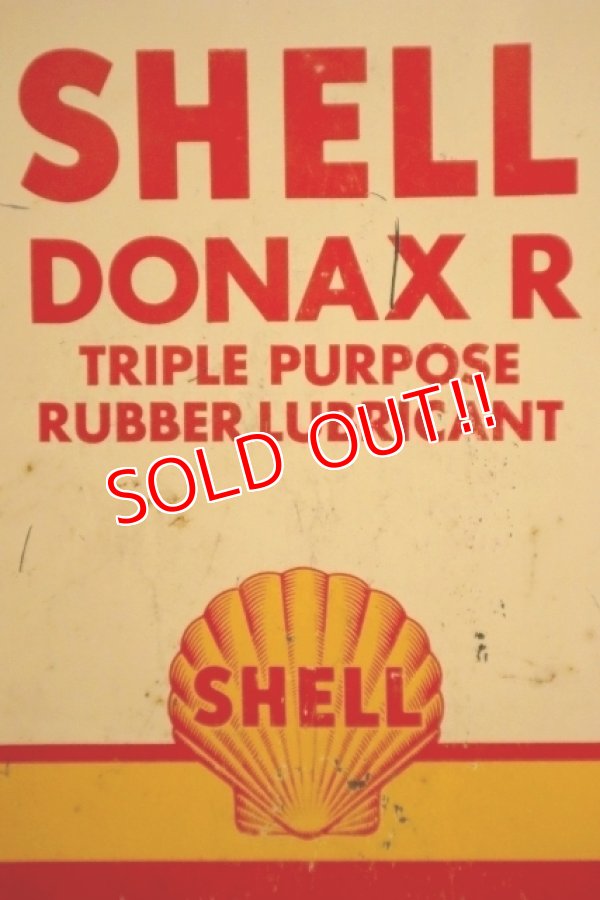 SHELL
DONAX R
TRIPLE PURPOSE
RUBBER LUBRICANT
SOLD OUT!!
SHELL